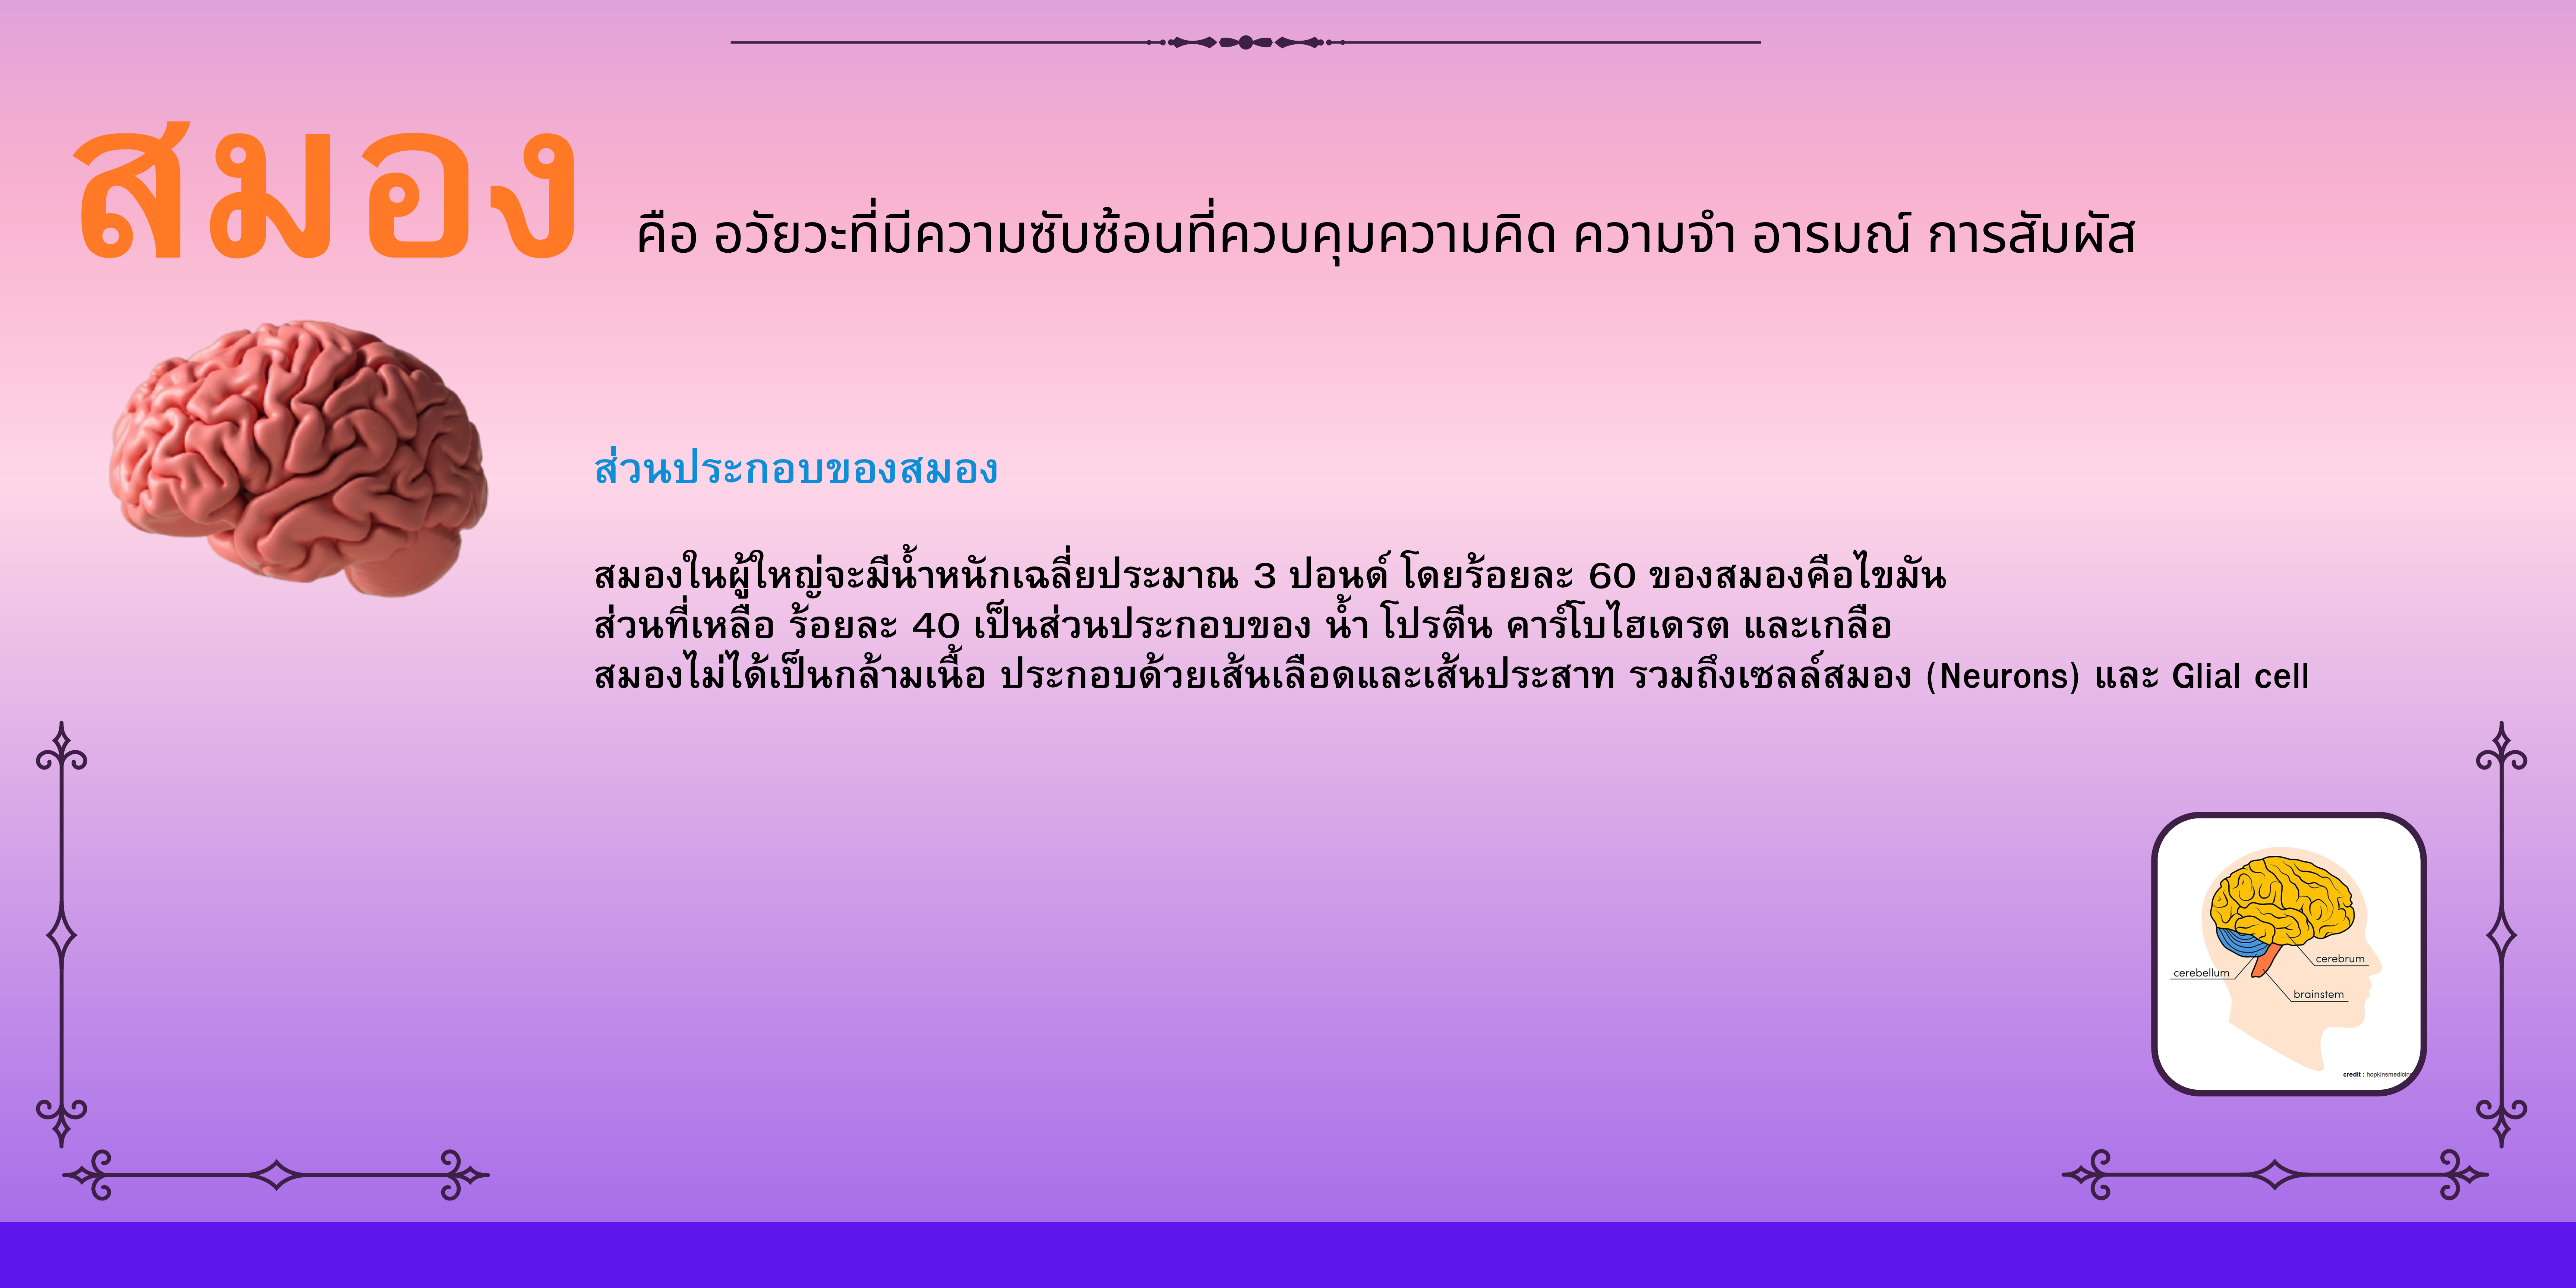 สมอง คือ อวัยวะที่มีความซับซ้อนที่ควบคุมความคิด ความจำ อารมณ์ การสัมผัส
ส่วนประกอบของสมอง
สมองในผู้ใหญ่จะมีน้ำหนักเฉลี่ยประมาณ 3 ปอนด์ โดยร้อยละ 60 ของสมองคือไขมัน
ส่วนที่เหลือ ร้อยละ 40 เป็นส่วนประกอบของ น้ำ โปรตีน คาร์โบไฮเดรต และเกลือ
สมองไม่ได้เป็นกล้ามเนื้อ ประกอบด้วยเส้นเลือดและเส้นประสาท รวมถึงเซลล์สมอง (Neurons) และ Glial cell
cerebrum
cerebellum
brainstem
credit :